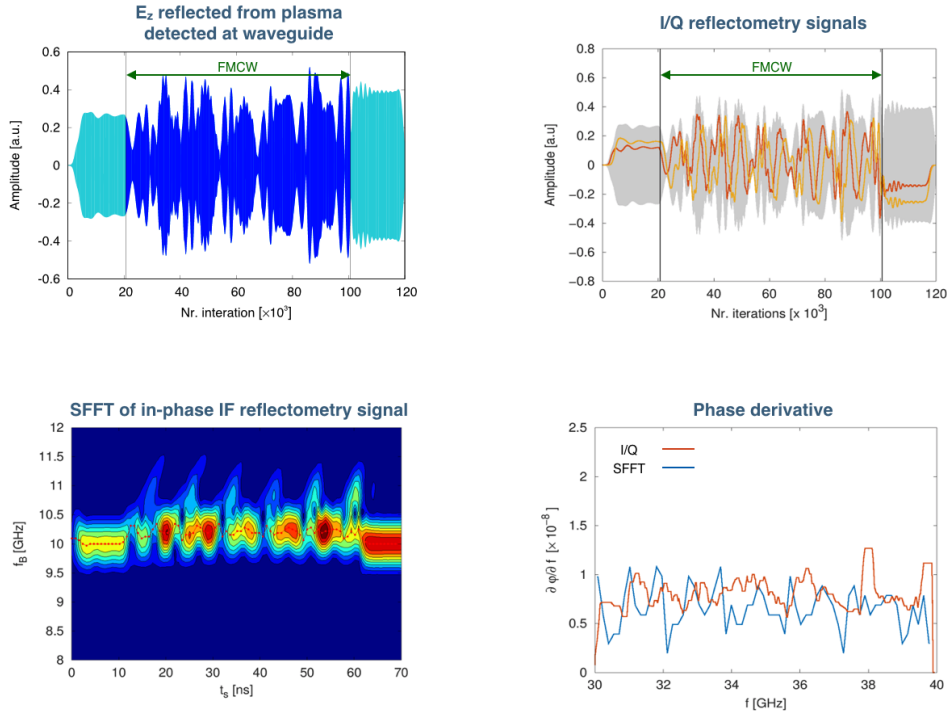 E_z reflected from plasma
detected at waveguide
FMCW
Amplitude [a.u.]
0.6
0.4
0.2
0
-0.2
-0.4
-0.6
0 20 40 60 80 100 120
Nr. interation [×10³]
I/Q reflectometry signals
FMCW
Amplitude [a.u]
0.8
0.6
0.4
0.2
0
−0.2
−0.4
−0.6
−0.8
0 20 40 60 80 100 120
Nr. iterations [x 10³]
SFFT of in-phase IF reflectometry signal
f_B [GHz]
12
11
10.5
10
9.5
9
8.5
8
0 10 20 30 40 50 60 70
t_s [ns]
Phase derivative
I/Q
SFFT
∂ φ/∂ f [×10⁻⁸]
2.5
2
1.5
1
0.5
0
30 32 34 36 38 40
f [GHz]